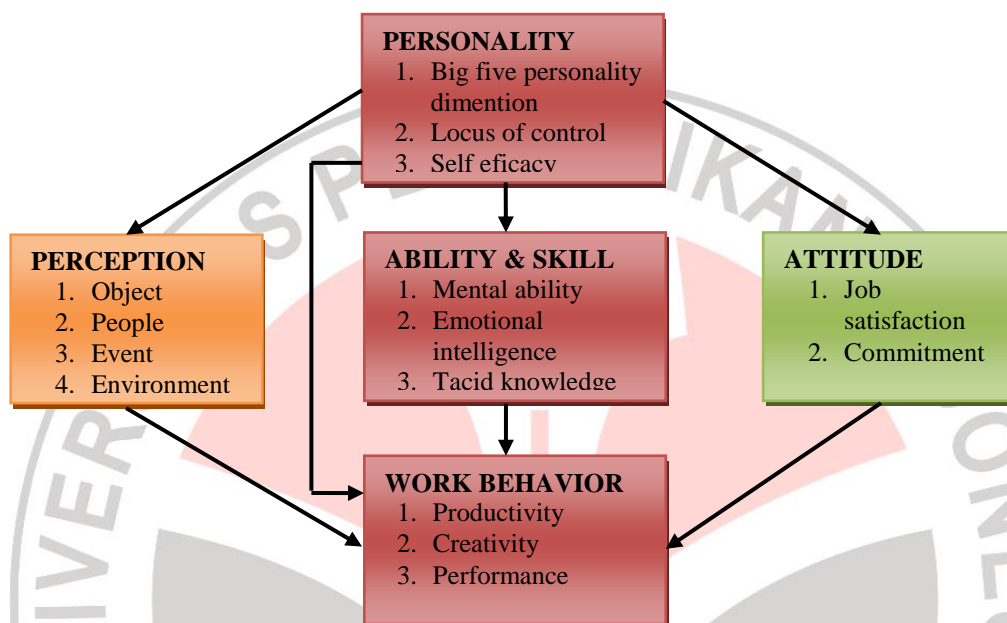 PERSONALITY
1. Big five personality
dimention
2. Locus of control
3. Self eficacy
PERCEPTION
1. Object
2. People
3. Event
4. Environment
ABILITY & SKILL
1. Mental ability
2. Emotional
intelligence
3. Tacid knowledge
ATTITUDE
1. Job
satisfaction
2. Commitment
WORK BEHAVIOR
1. Productivity
2. Creativity
3. Performance